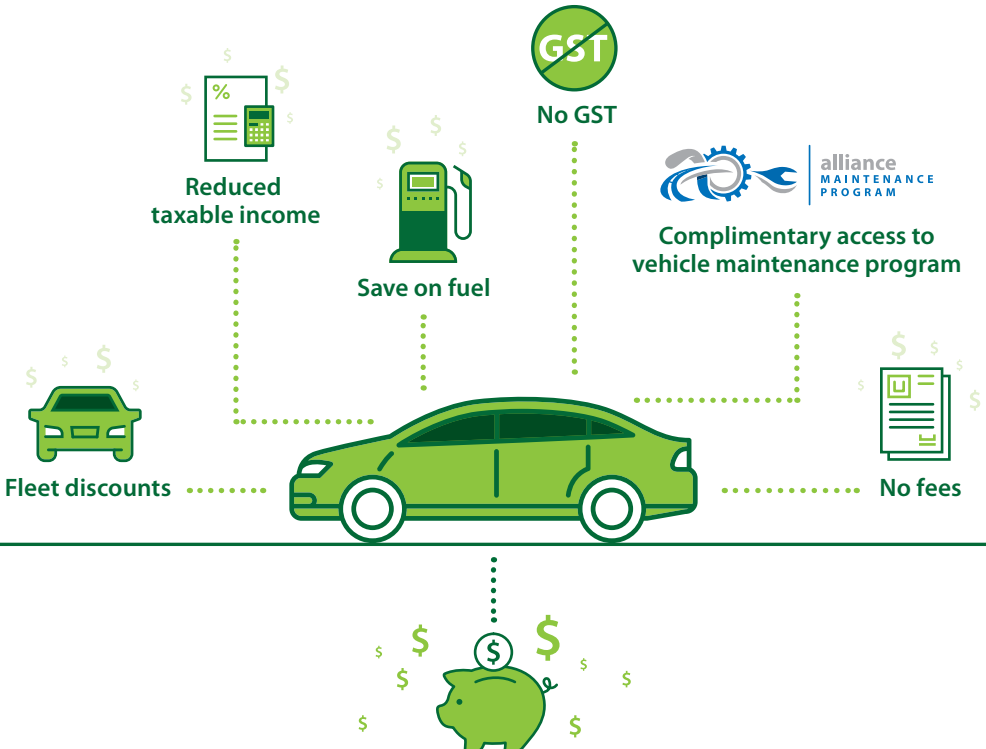 GST
No GST
%
Reduced
taxable income
Save on fuel
alliance
MAINTENANCE
PROGRAM
Complimentary access to
vehicle maintenance program
Fleet discounts
No fees
$